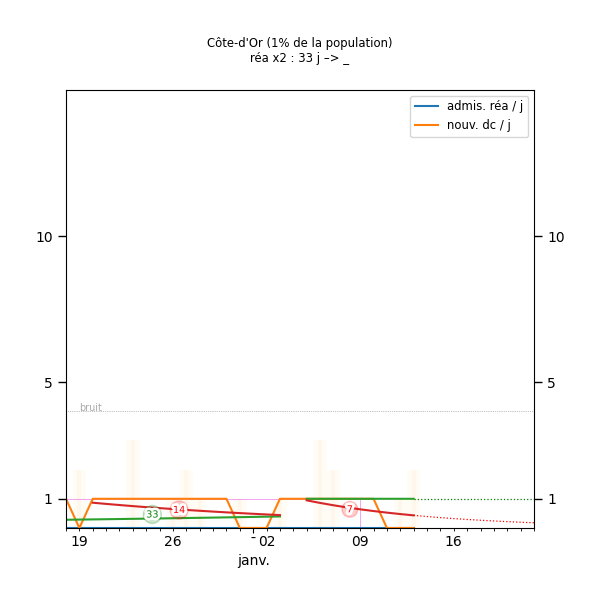 Côte-d'Or (1% de la population)
réa x2 : 33 j –> _
admis. réa / j
nouv. dc / j
10 10
5 5
bruit
1 1
33 14 7
19 26 - 02 09 16
janv.